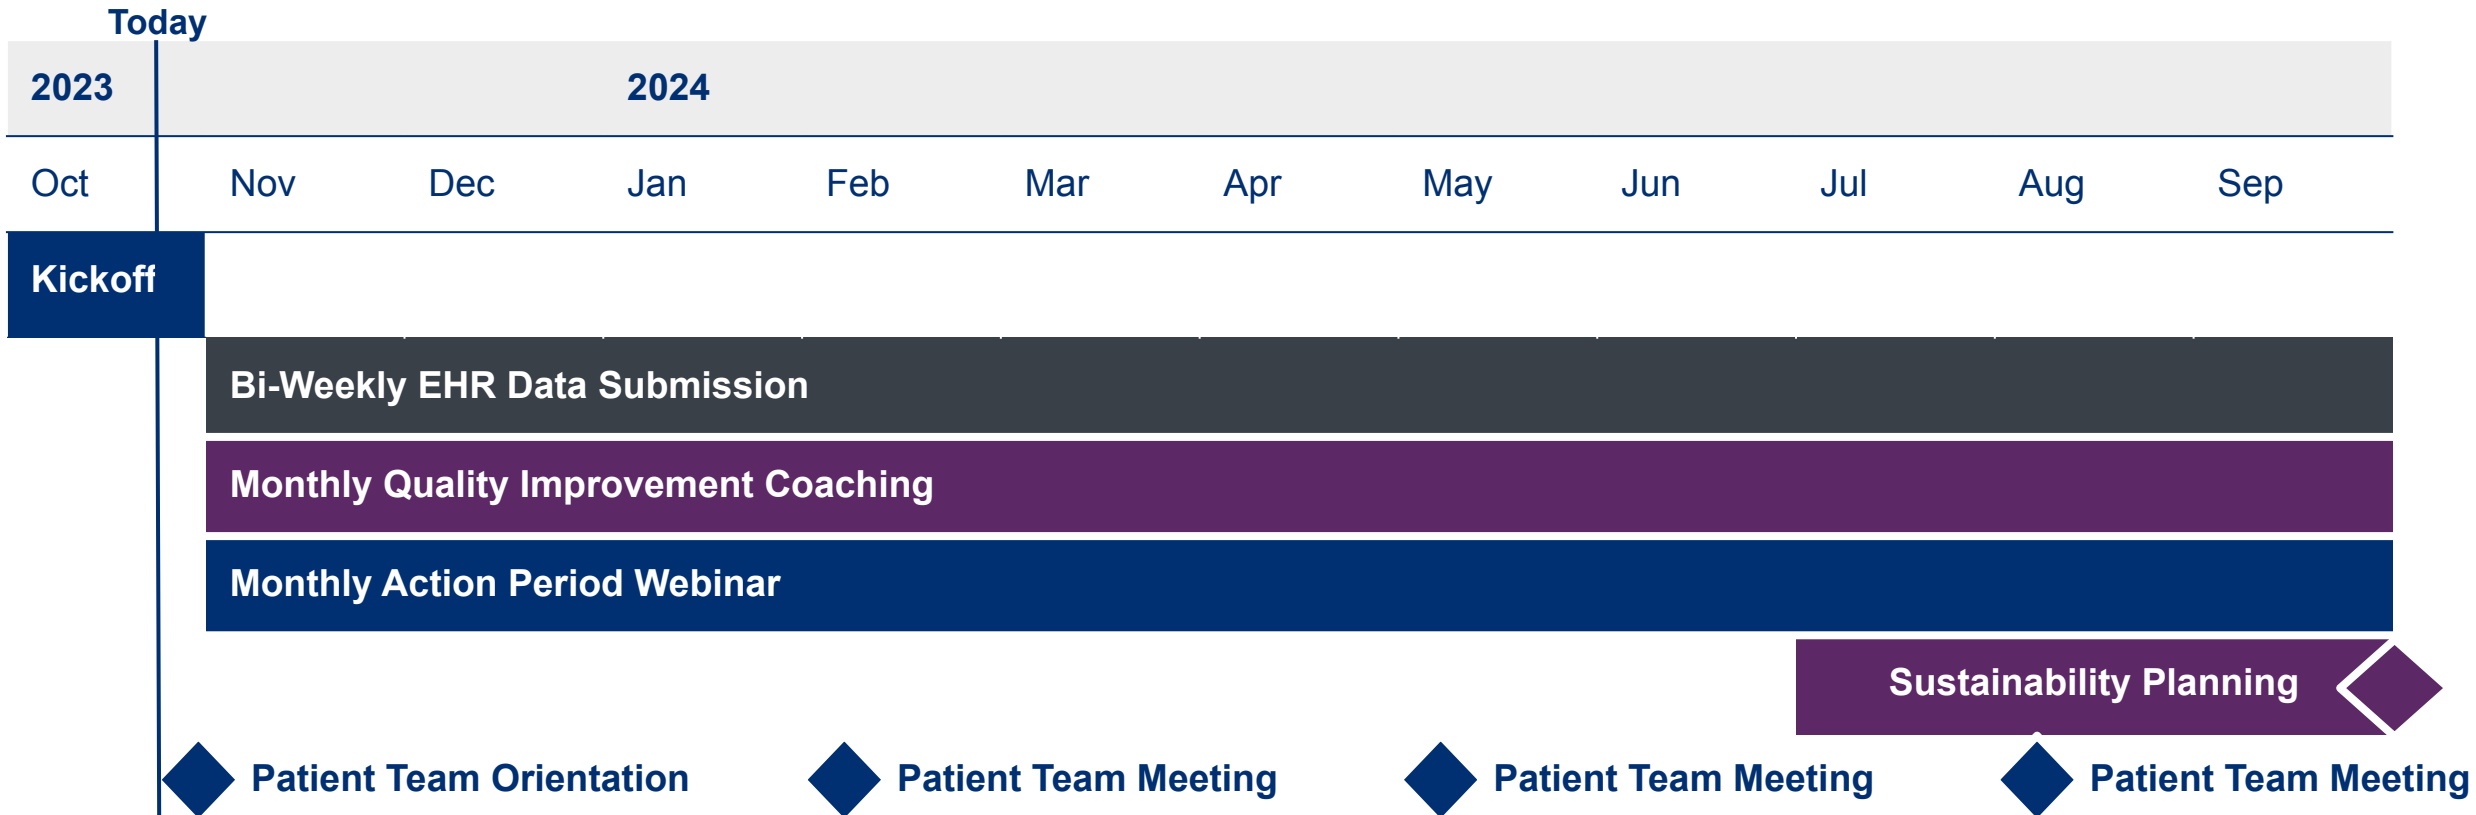 Today
2023 2024
Oct Nov Dec Jan Feb Mar Apr May Jun Jul Aug Sep
Kickoff
Bi-Weekly EHR Data Submission
Monthly Quality Improvement Coaching
Monthly Action Period Webinar
Sustainability Planning
Patient Team Orientation Patient Team Meeting Patient Team Meeting Patient Team Meeting